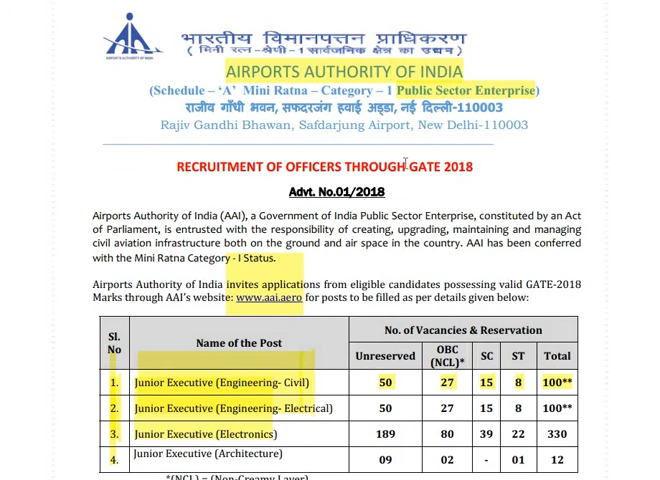 भारतीय विमानपत्तन प्राधिकरण
( मिनी रत्न–श्रेणी–1 सार्वजनिक क्षेत्र का उद्यम )
AIRPORTS AUTHORITY OF INDIA
AIRPORTS AUTHORITY OF INDIA
(Schedule – ‘A’ Mini Ratna – Category – 1 Public Sector Enterprise)
राजीव गाँधी भवन, सफदरजंग हवाई अड्डा, नई दिल्ली-110003
Rajiv Gandhi Bhawan, Safdarjung Airport, New Delhi-110003
RECRUITMENT OF OFFICERS THROUGH GATE 2018
Advt. No.01/2018
Airports Authority of India (AAI), a Government of India Public Sector Enterprise, constituted by an Act
of Parliament, is entrusted with the responsibility of creating, upgrading, maintaining and managing
civil aviation infrastructure both on the ground and air space in the country. AAI has been conferred
with the Mini Ratna Category - I Status.
Airports Authority of India invites applications from eligible candidates possessing valid GATE-2018
Marks through AAI’s website: www.aai.aero for posts to be filled as per details given below:
Sl. No Name of the Post No. of Vacancies & Reservation
Unreserved OBC (NCL)* SC ST Total
1. Junior Executive (Engineering- Civil) 50 27 15 8 100**
2. Junior Executive (Engineering- Electrical) 50 27 15 8 100**
3. Junior Executive (Electronics) 189 80 39 22 330
4. Junior Executive (Architecture) 09 02 - 01 12
*(NCL) = (Non-Creamy Layer)